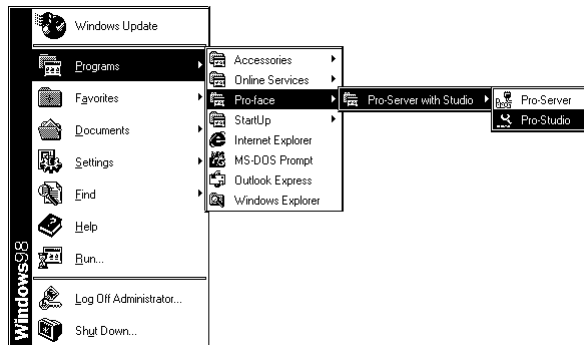 Windows Update
Programs
Favorites
Documents
Settings
Find
Help
Run...
Log Off Administrator...
Shut Down...
Windows98
Accessories
Online Services
Pro-face
StartUp
Internet Explorer
MS-DOS Prompt
Outlook Express
Windows Explorer
Pro-Server with Studio
Pro-Server
Pro-Studio